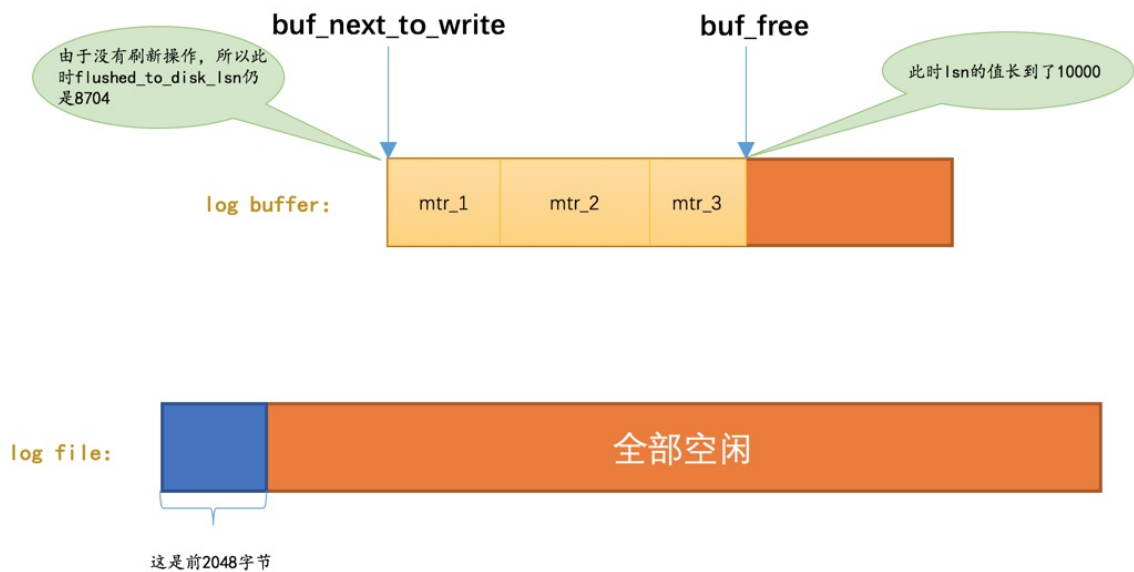 buf_next_to_write
buf_free
由于没有刷新操作，所以此
时flushed_to_disk_lsn仍
是8704
此时lsn的值长到了10000
log buffer:
mtr_1
mtr_2
mtr_3
log file:
全部空闲
这是前2048字节